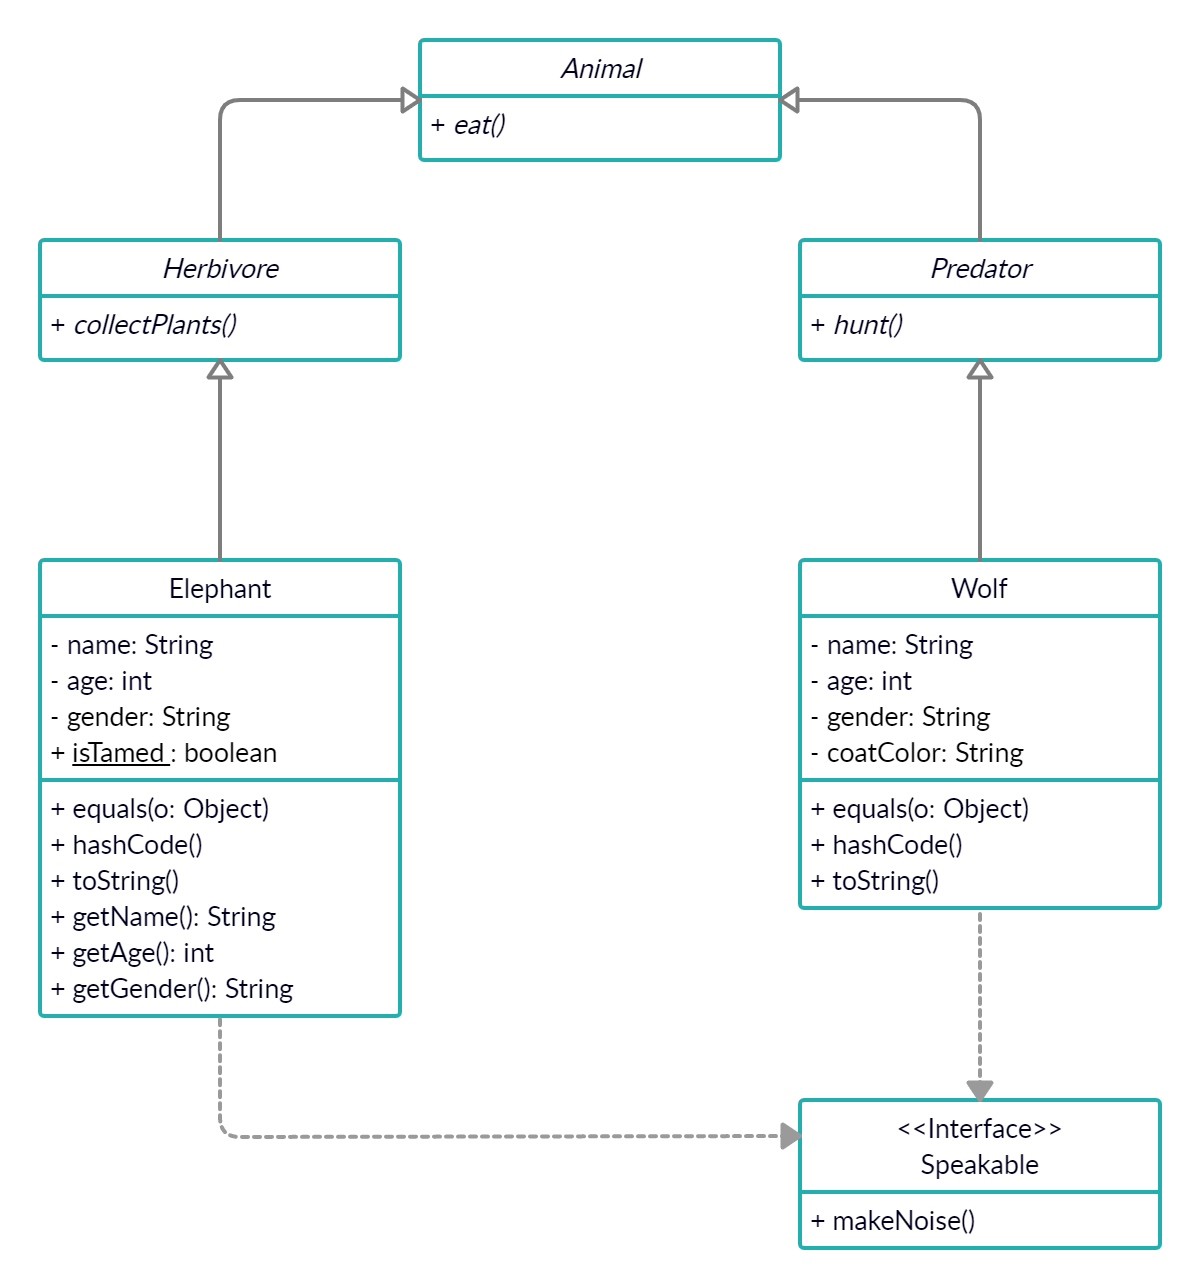 Animal
+ eat()
Herbivore
+ collectPlants()
Predator
+ hunt()
Elephant
- name: String
- age: int
- gender: String
+ isTamed : boolean
+ equals(o: Object)
+ hashCode()
+ toString()
+ getName(): String
+ getAge(): int
+ getGender(): String
Wolf
- name: String
- age: int
- gender: String
- coatColor: String
+ equals(o: Object)
+ hashCode()
+ toString()
<<Interface>>
Speakable
+ makeNoise()